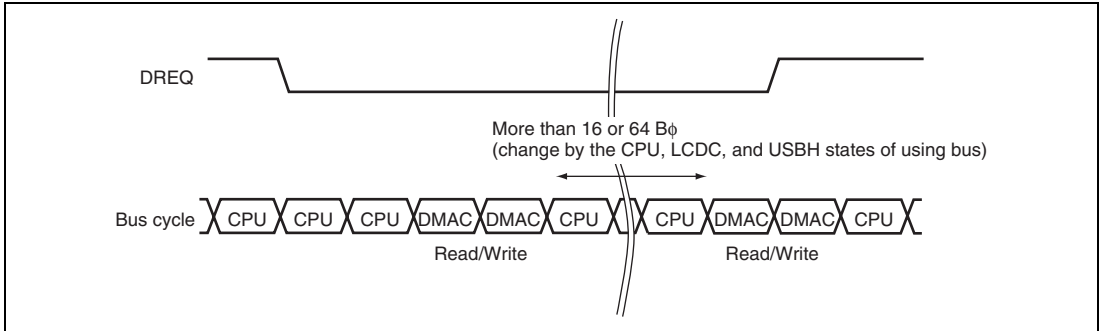 DREQ
More than 16 or 64 Bϕ
(change by the CPU, LCDC, and USBH states of using bus)
Bus cycle CPU CPU CPU DMAC DMAC CPU CPU DMAC DMAC CPU
Read/Write Read/Write